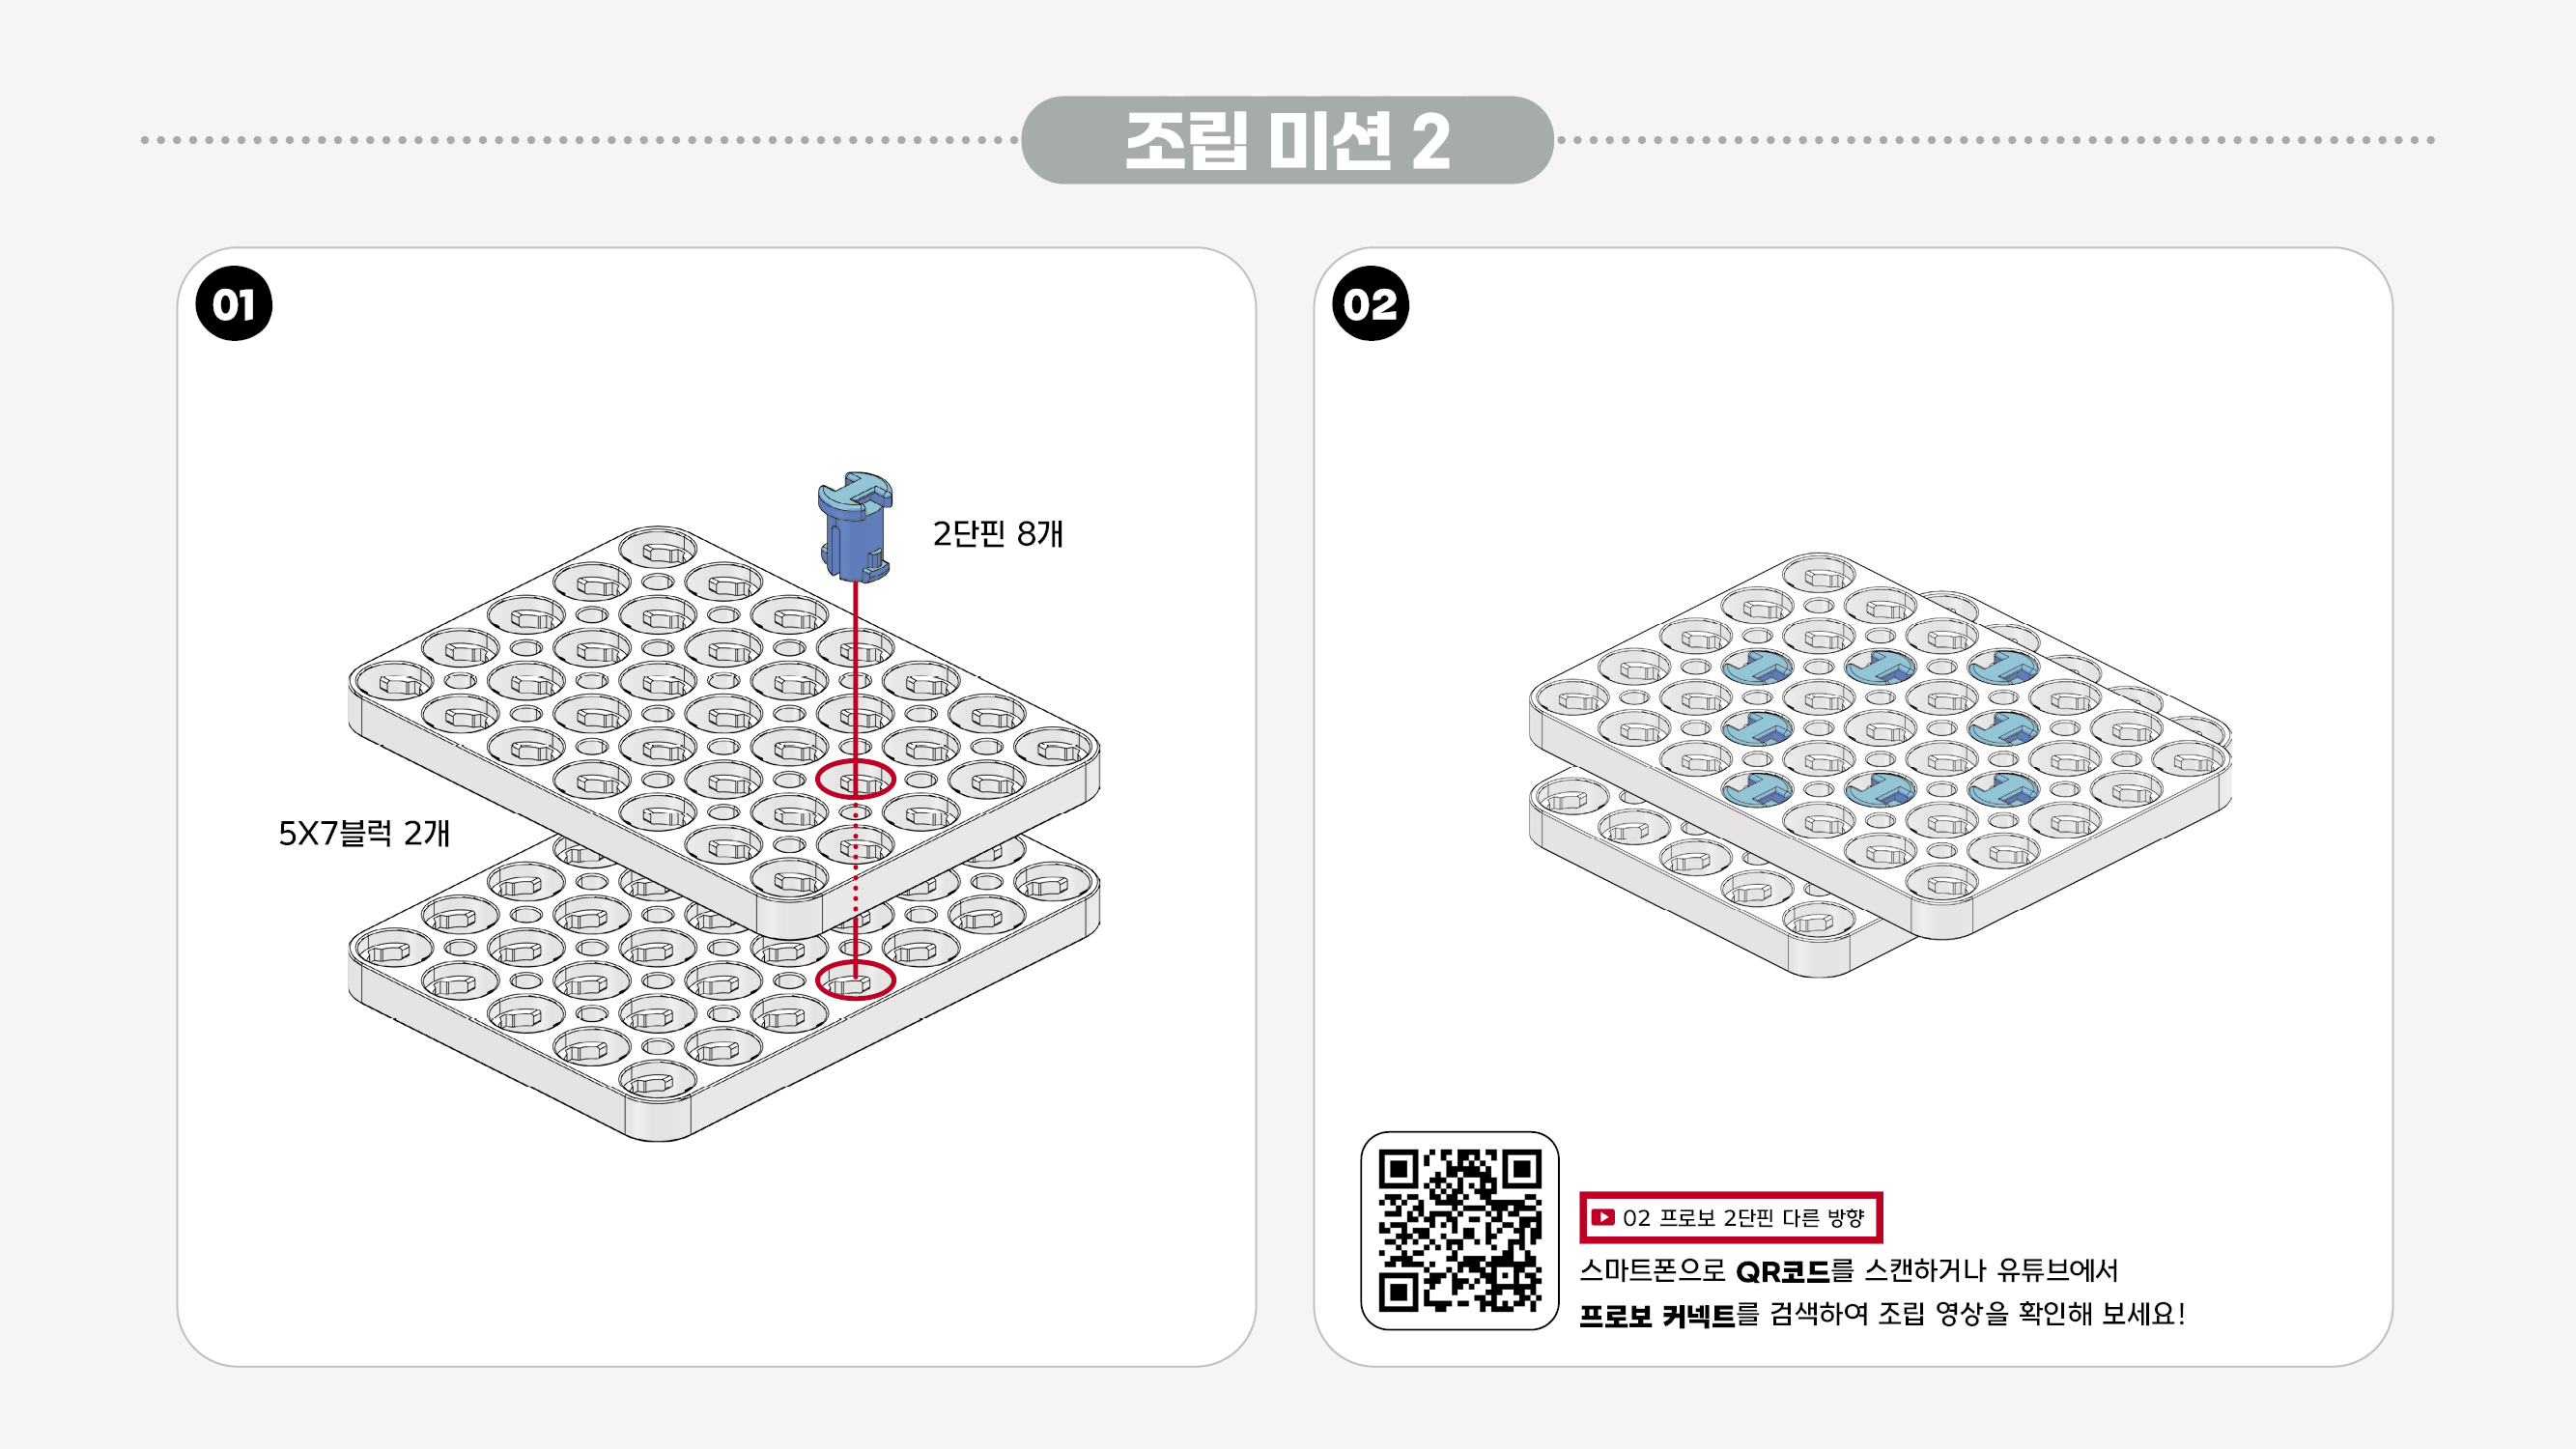 조립 미션 2
01
2단핀 8개
5X7블럭 2개
02
02 프로보 2단핀 다른 방향
스마트폰으로 QR코드를 스캔하거나 유튜브에서
프로보 커넥트를 검색하여 조립 영상을 확인해 보세요!